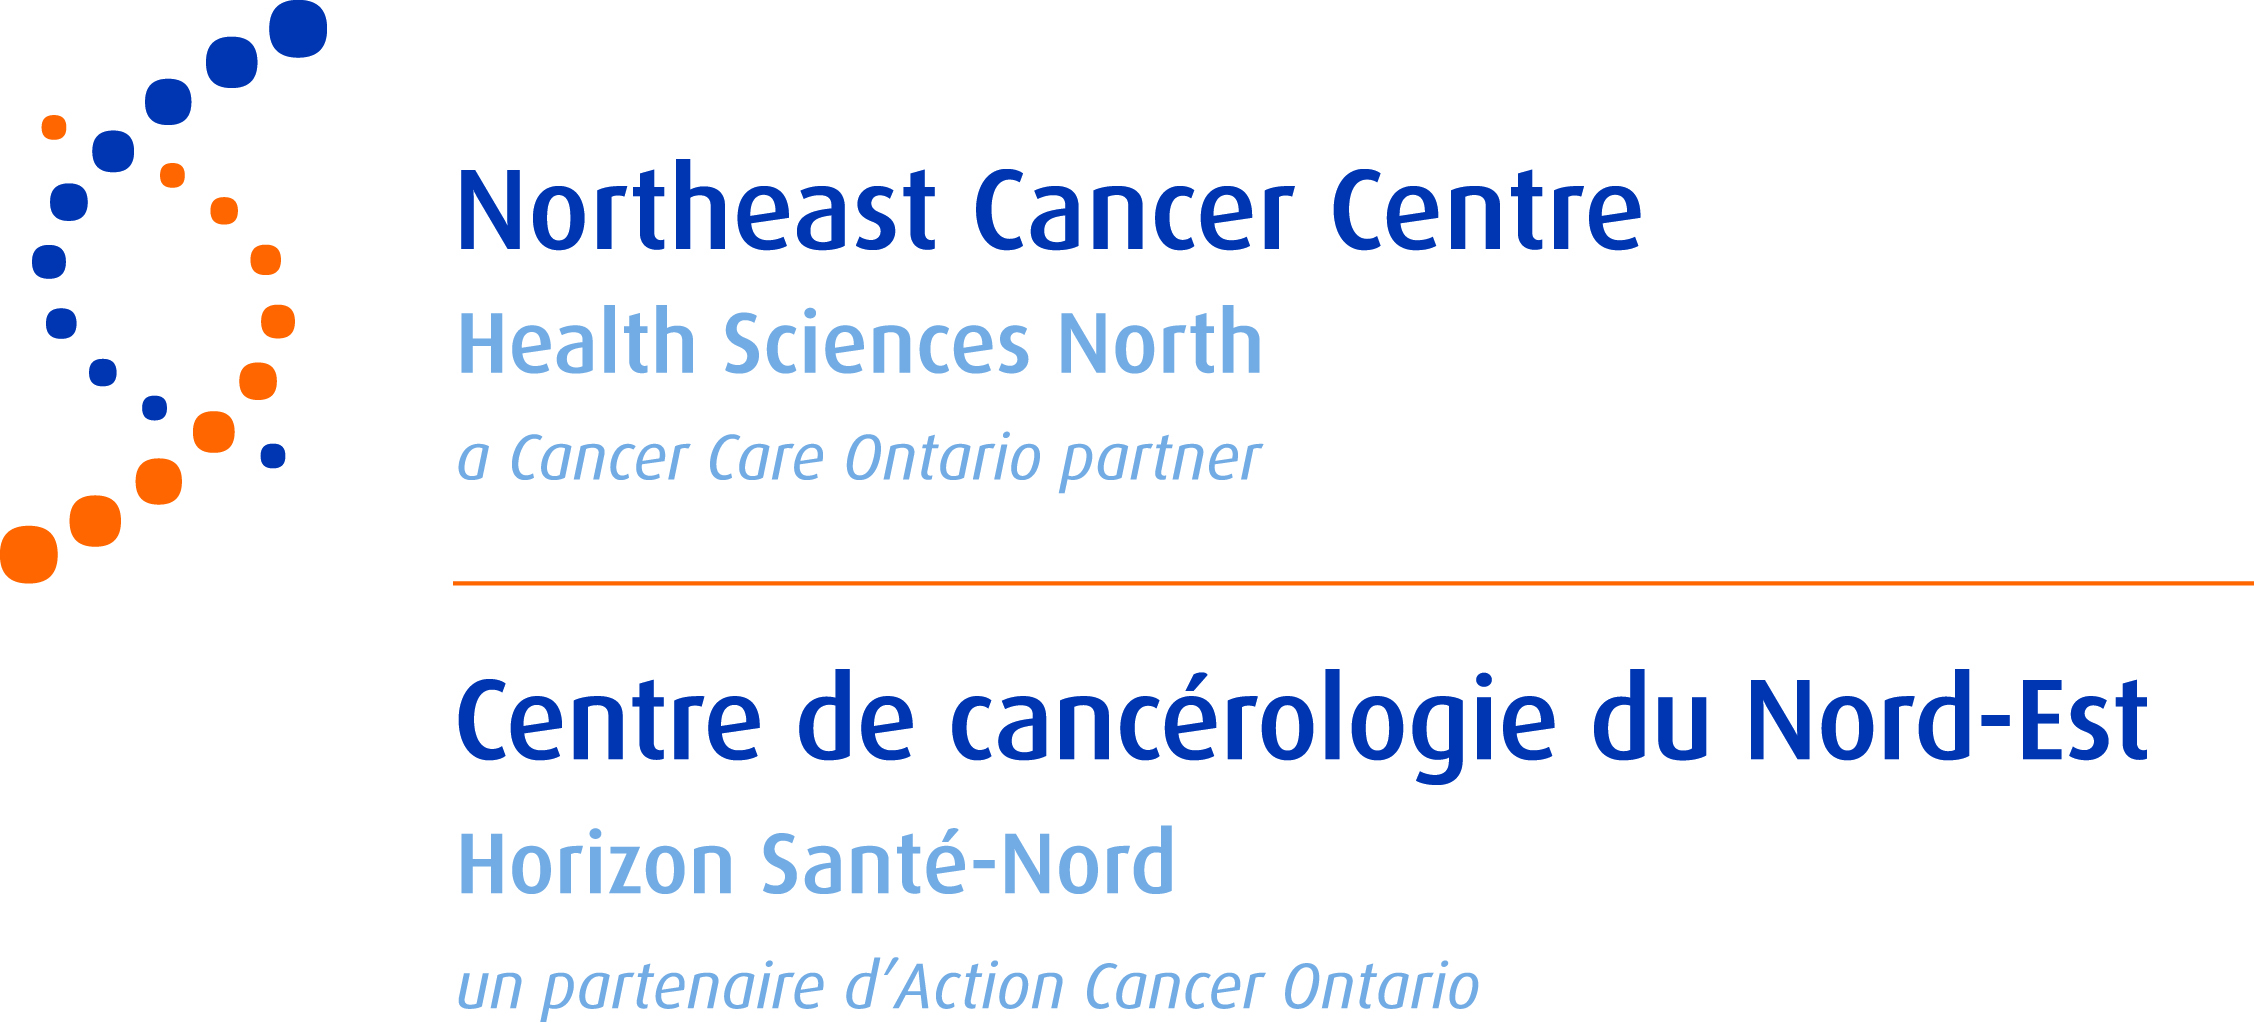 Northeast Cancer Centre
Health Sciences North
a Cancer Care Ontario partner
Centre de cancérologie du Nord-Est
Horizon Santé-Nord
un partenaire d’Action Cancer Ontario